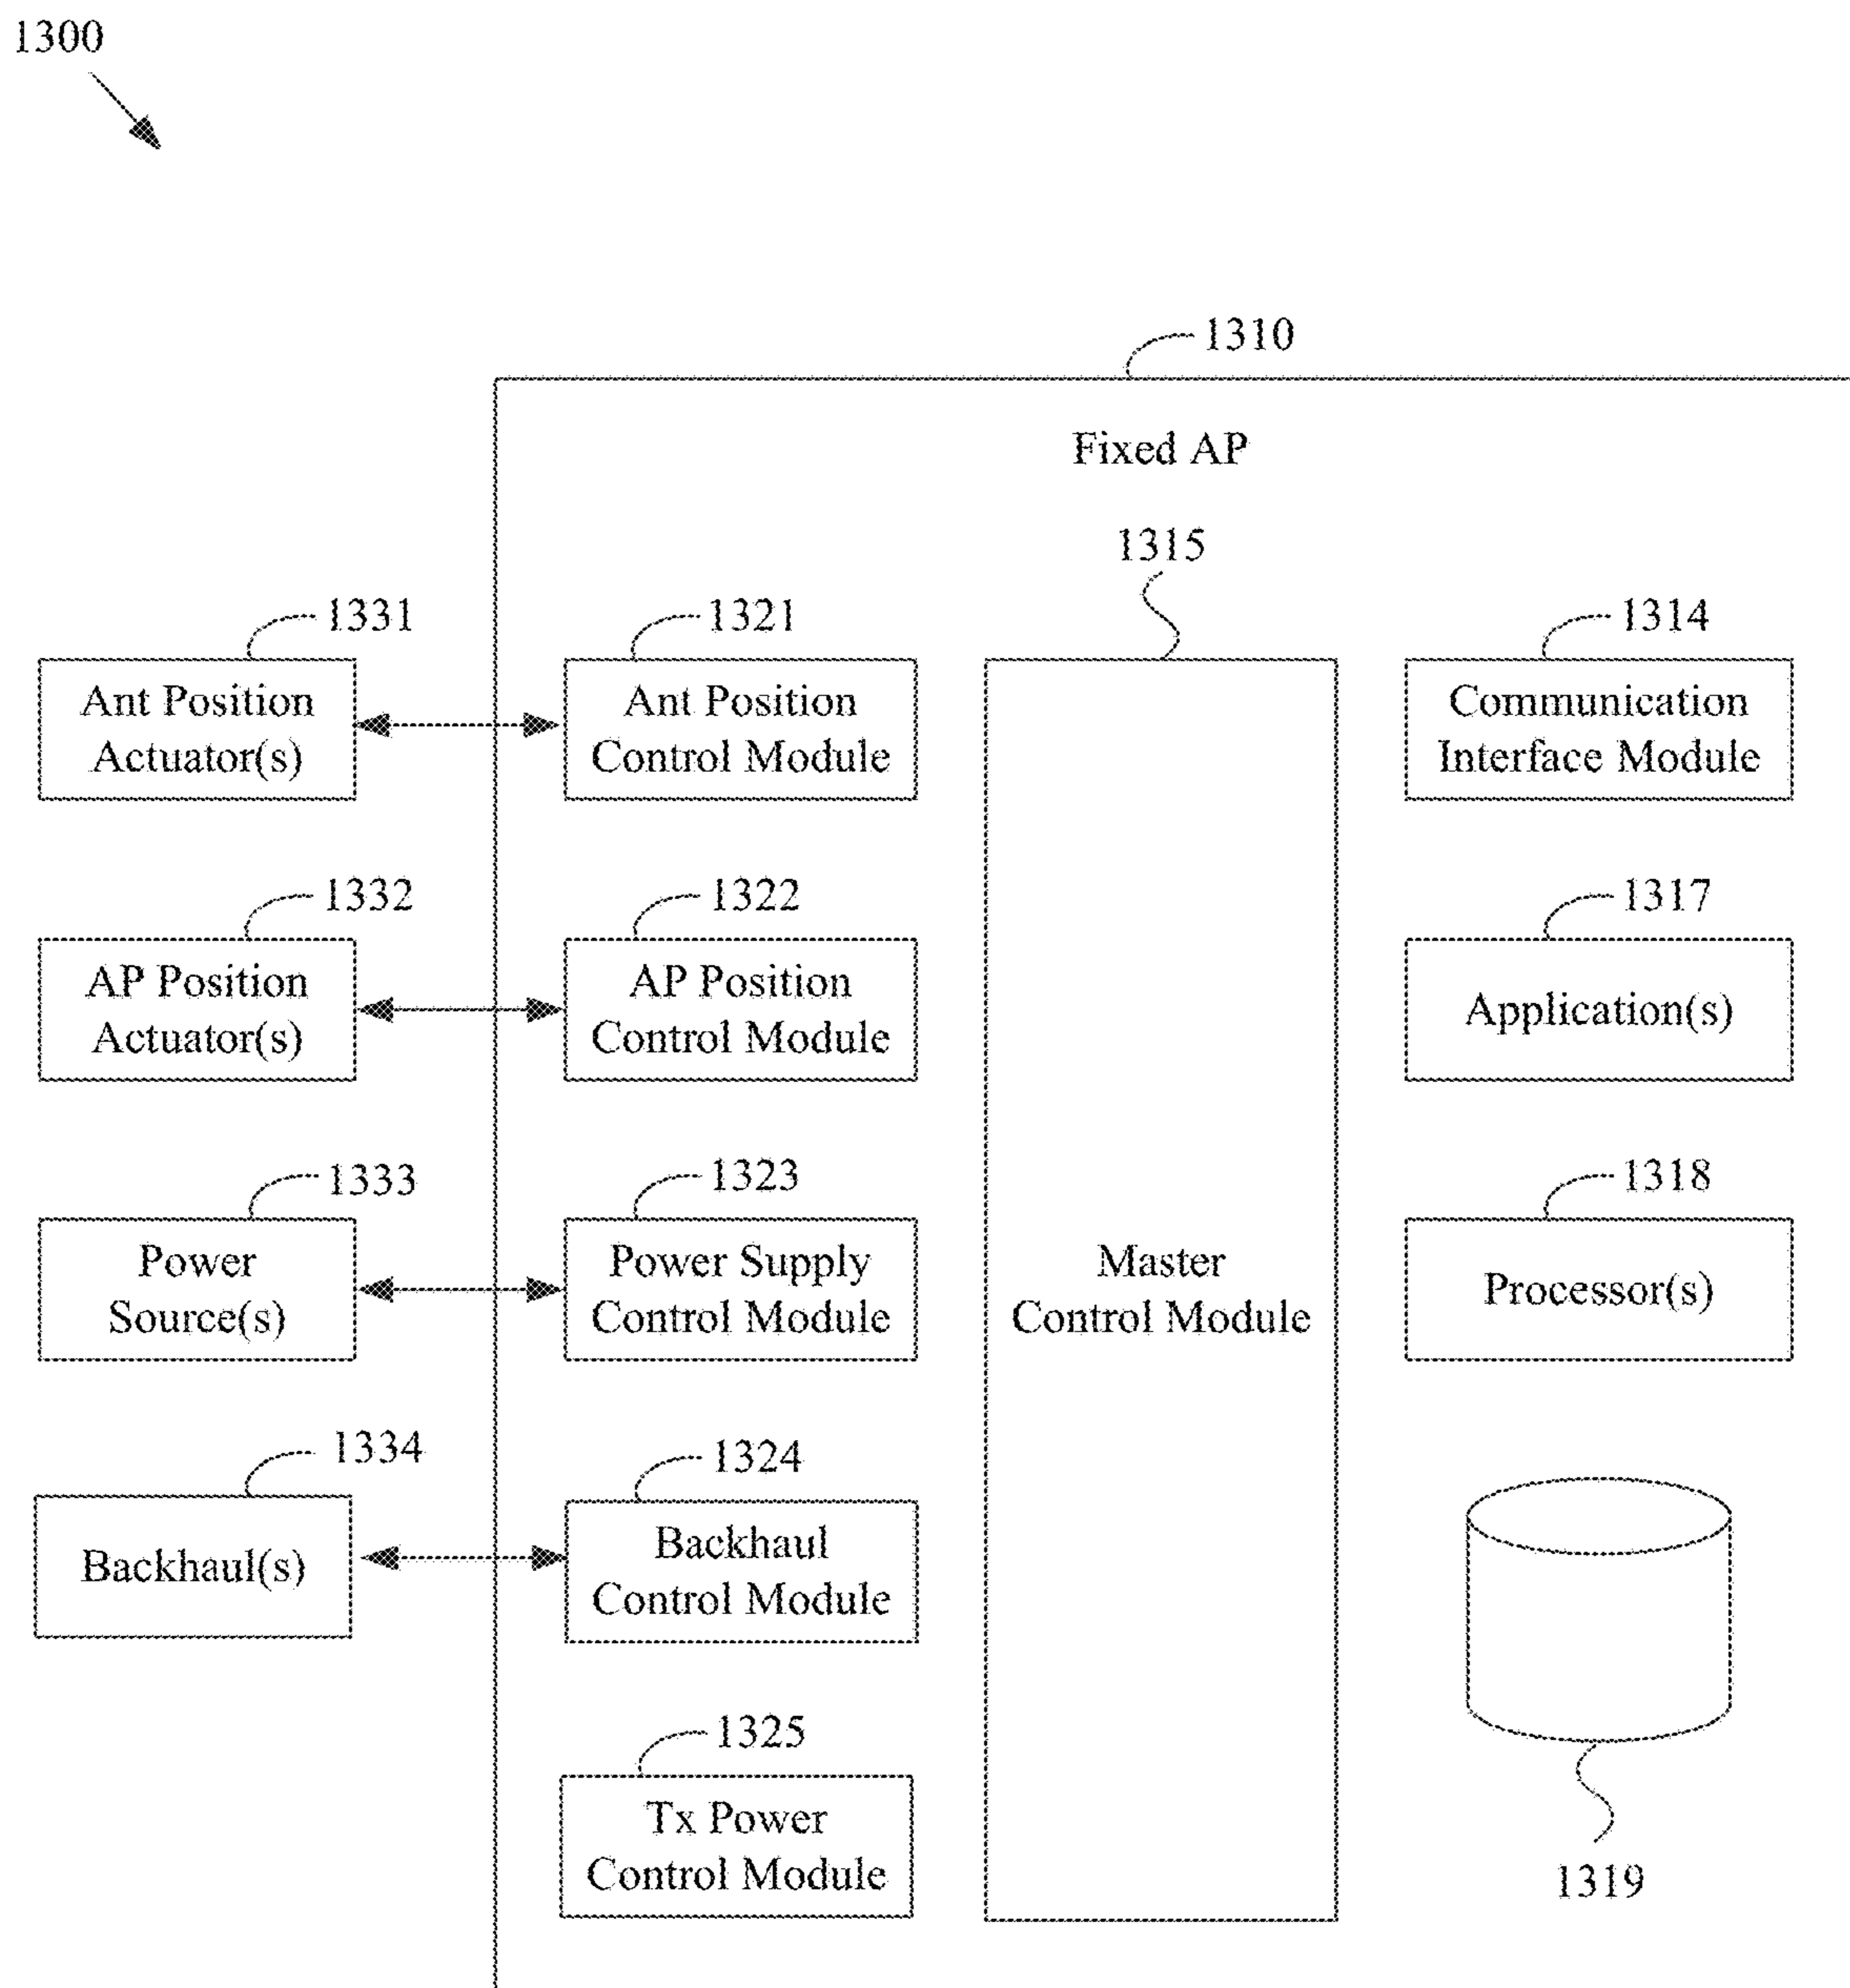 1300
1310
Fixed AP
1315
1331
1321
1314
Ant Position
Actuator(s)
Ant Position
Control Module
Communication
Interface Module
1332
1322
1317
AP Position
Actuator(s)
AP Position
Control Module
Application(s)
1333
1323
1318
Power
Source(s)
Power Supply
Control Module
Master
Control Module
Processor(s)
1334
1324
Backhaul(s)
Backhaul
Control Module
1325
Tx Power
Control Module
1319